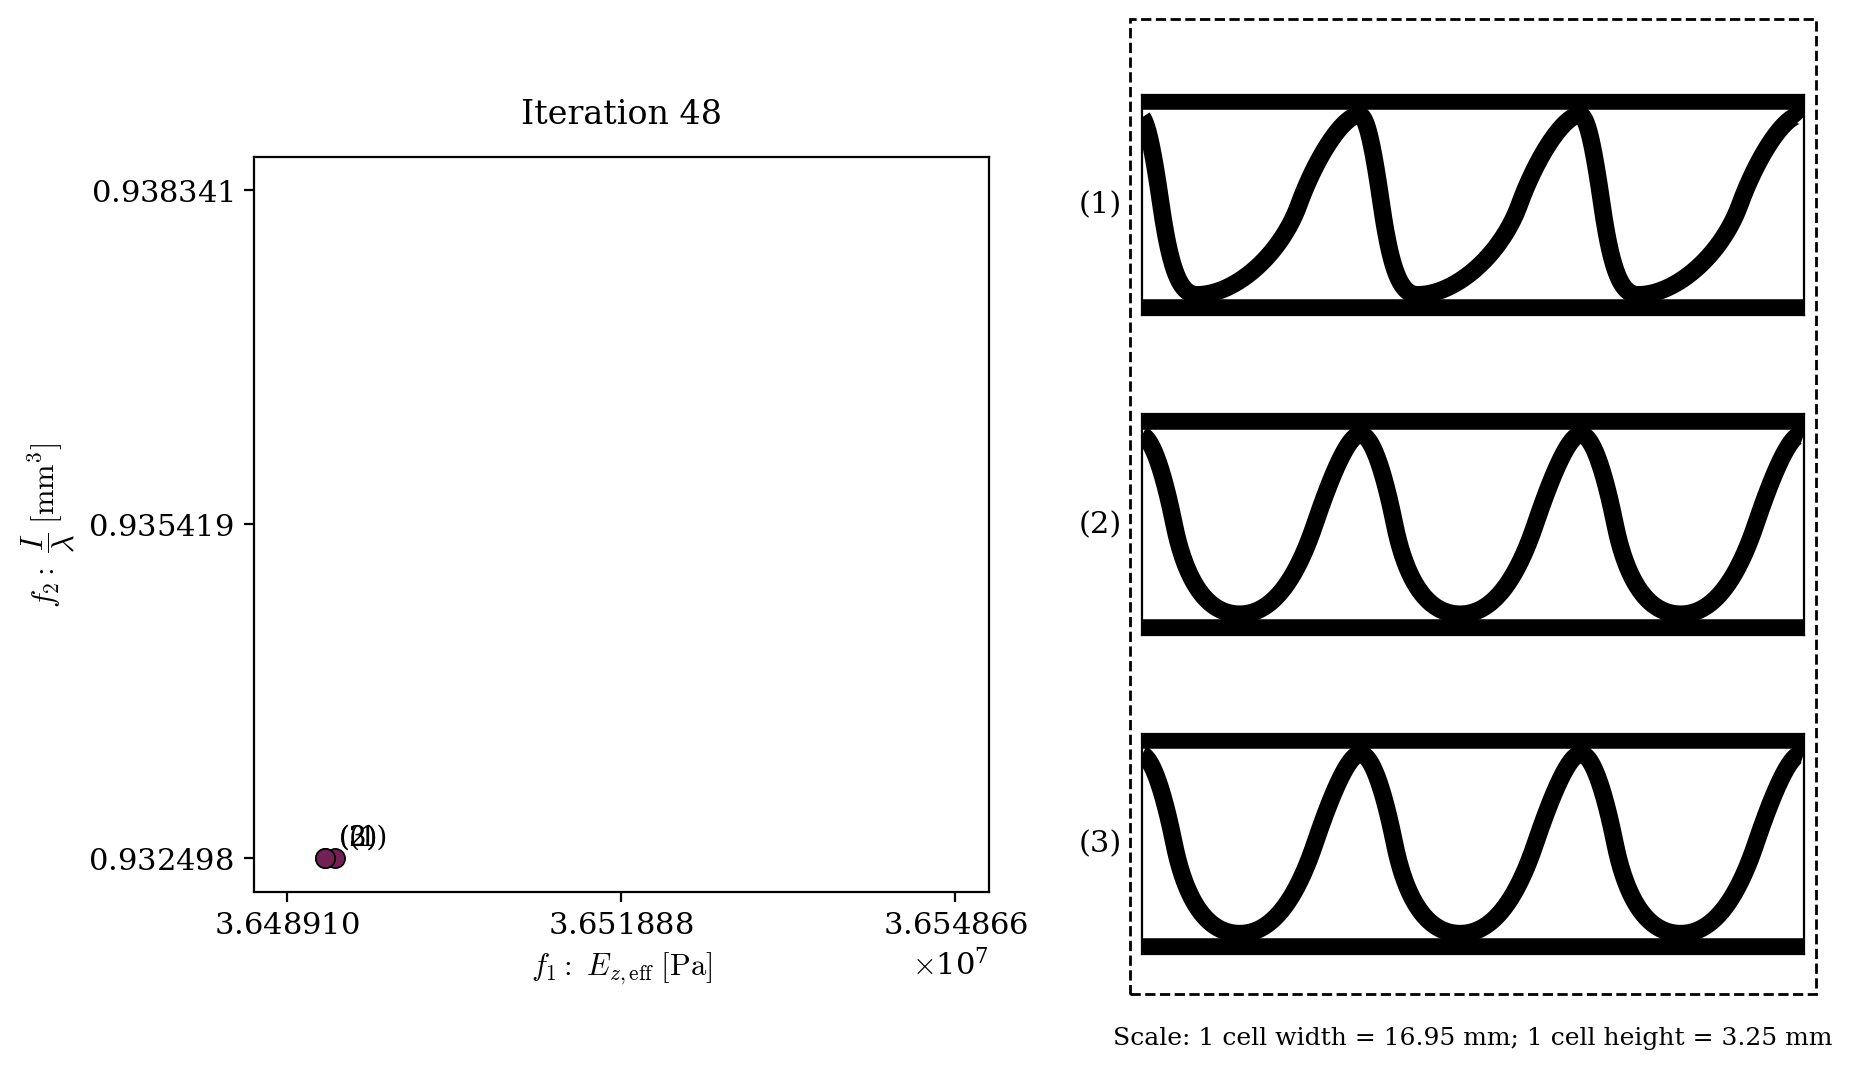 Iteration 48
0.938341
0.935419
0.932498
f₂ : I/λ [mm³]
3.648910 3.651888 3.654866
×10⁷
f₁ : E_z,eff [Pa]
(1)
(2)
(3)
Scale: 1 cell width = 16.95 mm; 1 cell height = 3.25 mm